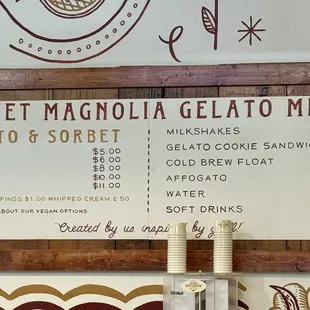 ET MAGNOLIA GELATO M
TO & SORBET
$5.00
$6.00
$8.00
$10.00
$11.00
PINGS $1.00 WHIPPED CREAM $.50
ABOUT OUR VEGAN OPTIONS
MILKSHAKES
GELATO COOKIE SANDWI
COLD BREW FLOAT
AFFOGATO
WATER
SOFT DRINKS
Created by us by